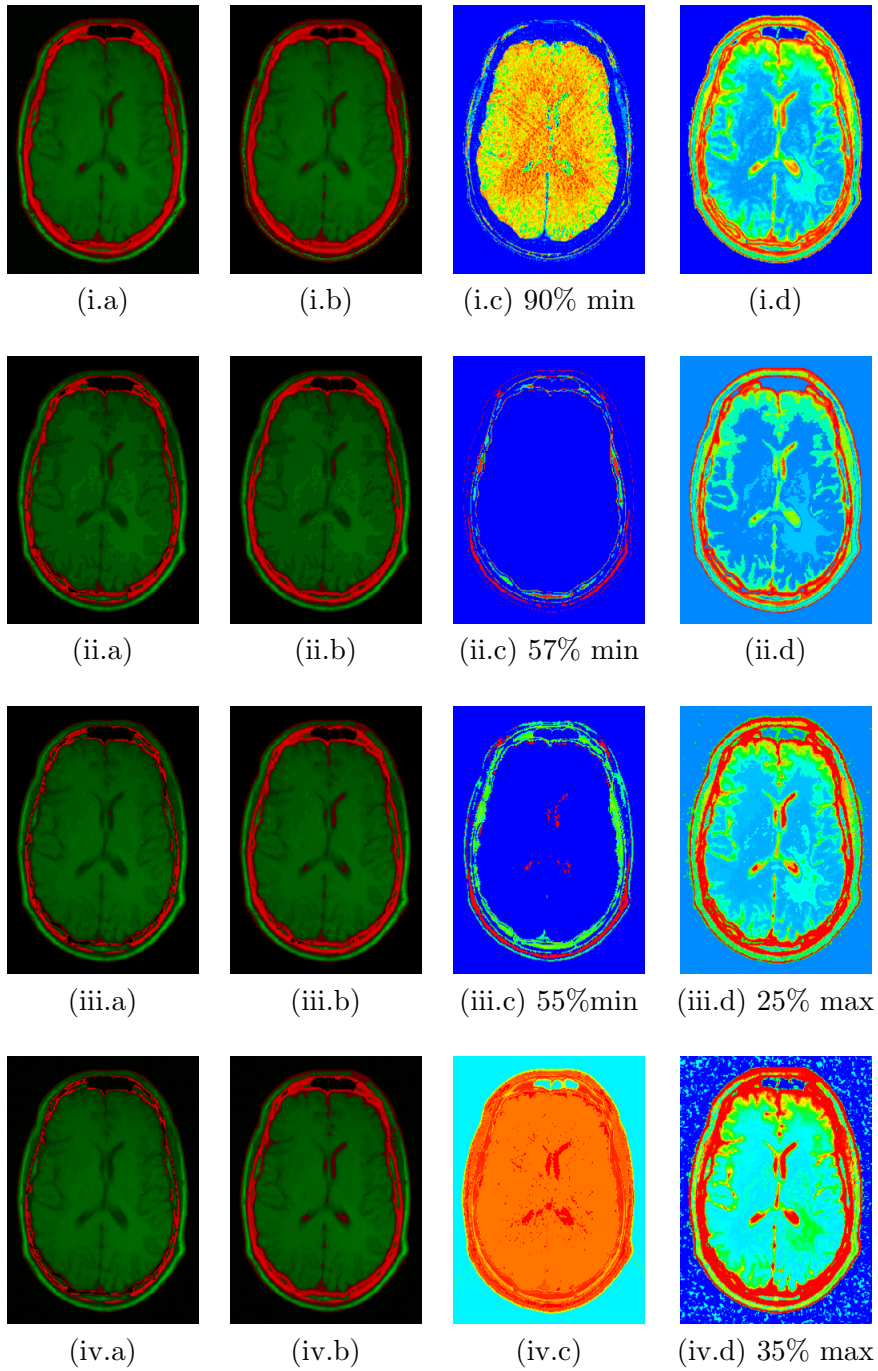 (i.a) (i.b) (i.c) 90% min (i.d)
(ii.a) (ii.b) (ii.c) 57% min (ii.d)
(iii.a) (iii.b) (iii.c) 55%min (iii.d) 25% max
(iv.a) (iv.b) (iv.c) (iv.d) 35% max